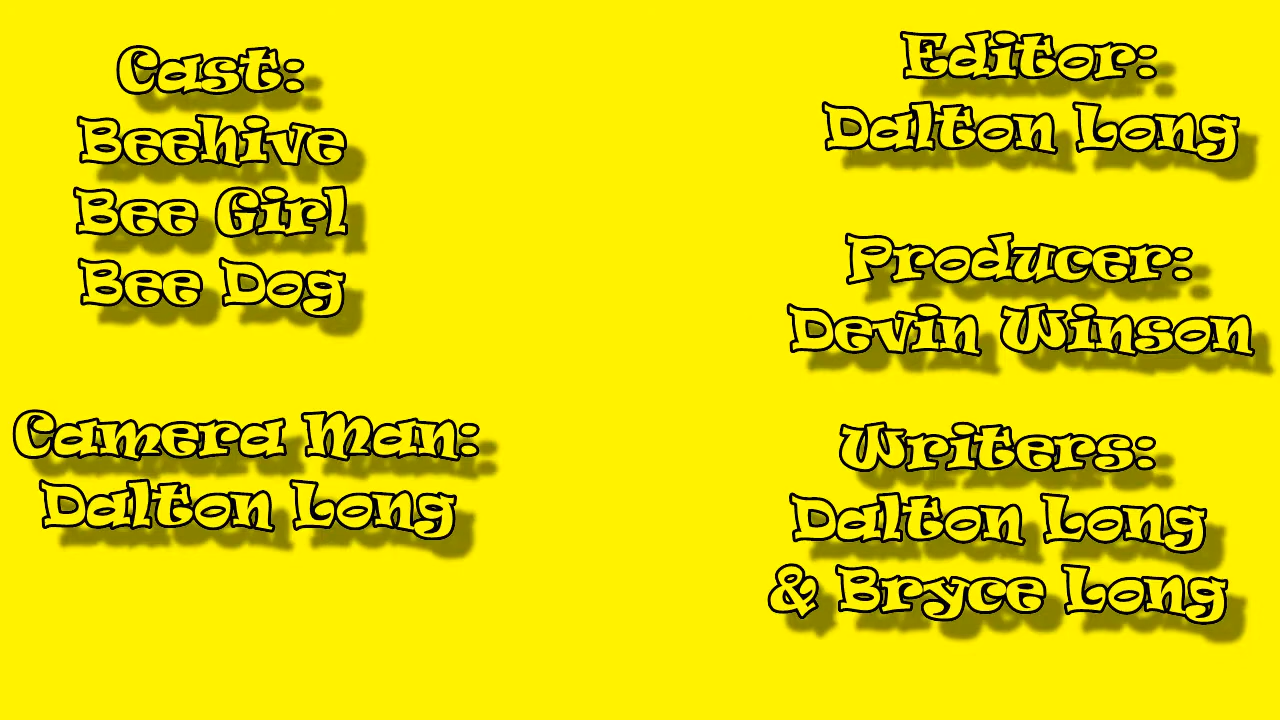 Cast:
Beehive
Bee Girl
Bee Dog
Camera Man:
Dalton Long
Editor:
Dalton Long
Producer:
Devin Winson
Writers:
Dalton Long
& Bryce Long